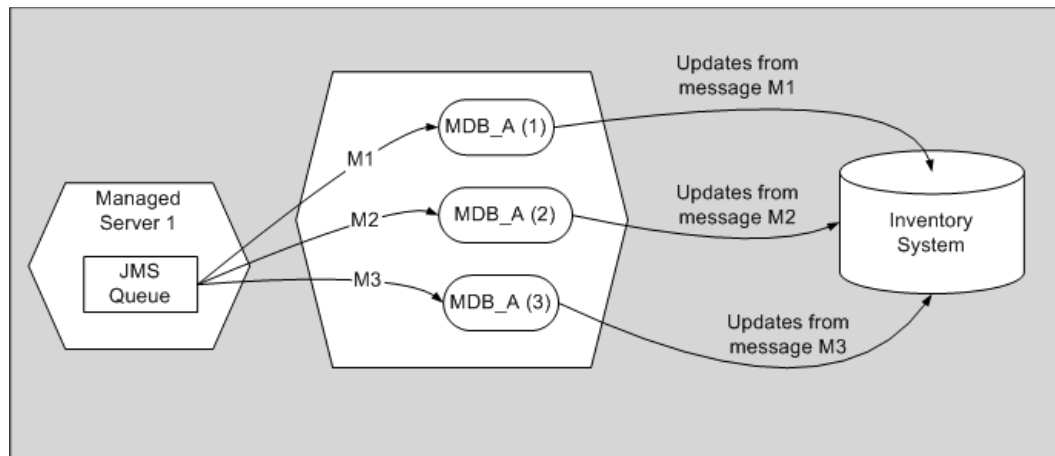 Managed
Server 1
JMS
Queue
M1
M2
M3
MDB_A (1)
MDB_A (2)
MDB_A (3)
Updates from
message M1
Updates from
message M2
Updates from
message M3
Inventory
System